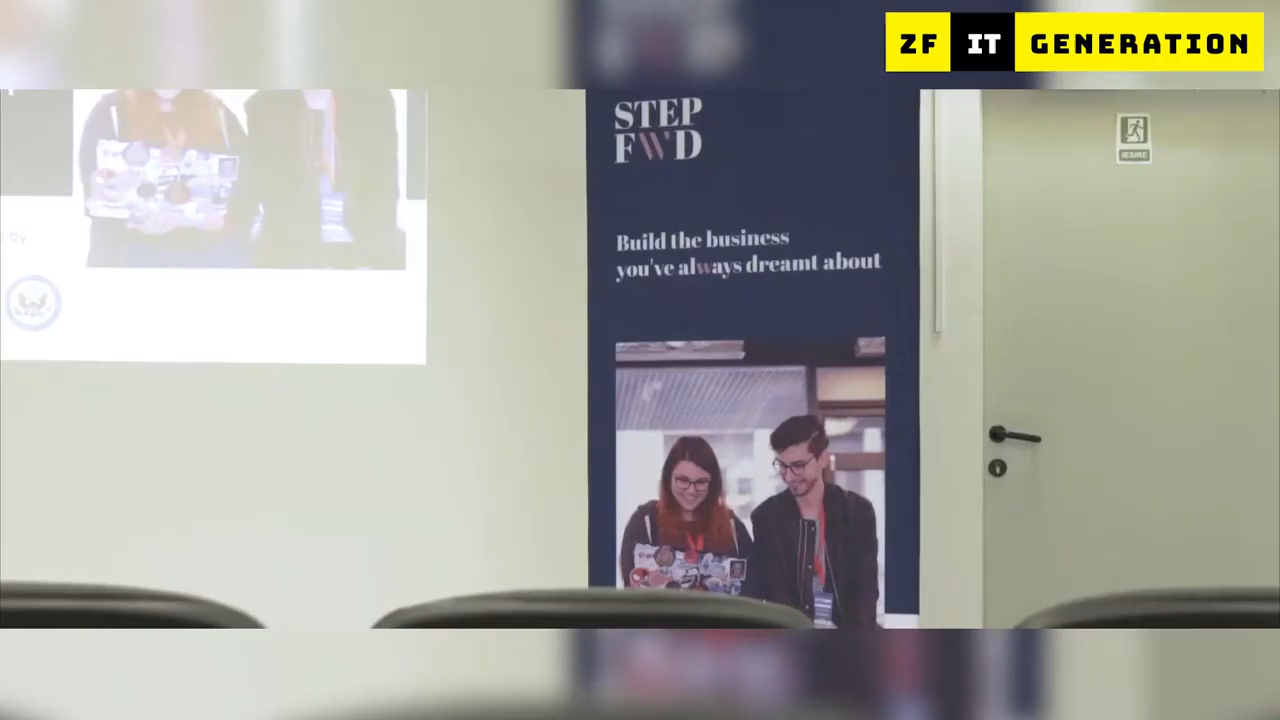 ZF IT GENERATION
STEP
FWD
IESIRE
Build the business
you've always dreamt about